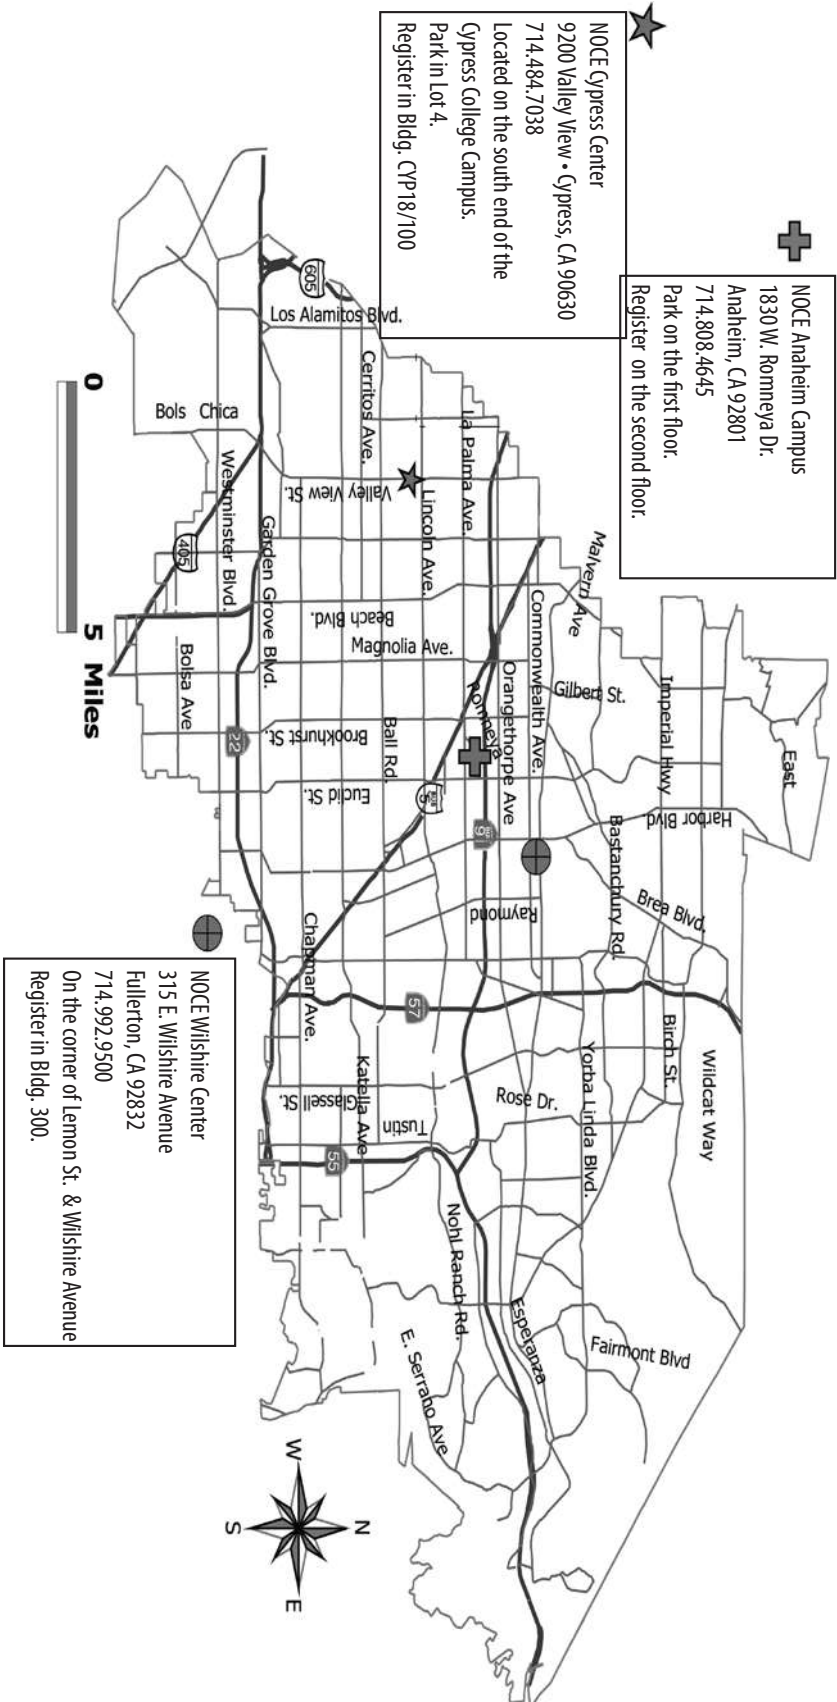 NOCE Anaheim Campus
1830 W. Romneya Dr.
Anaheim, CA 92801
714.808.4645
Park on the first floor.
Register on the second floor.
NOCE Cypress Center
9200 Valley View • Cypress, CA 90630
714.484.7038
Located on the south end of the
Cypress College Campus.
Park in Lot 4.
Register in Bldg. CYP18/100
NOCE Wilshire Center
315 E. Wilshire Avenue
Fullerton, CA 92832
714.992.9500
On the corner of Lemon St. & Wilshire Avenue
Register in Bldg. 300.
East
Imperial Hwy
Harbor Blvd.
Malvern Ave
Gilbert St.
Bastanchury Rd.
Brea Blvd.
Birch St.
Wildcat Way
Commonwealth Ave.
Orangethorpe Ave
Romneya
La Palma Ave.
Lincoln Ave.
Valley View St.
Cerritos Ave.
Los Alamitos Blvd.
605
Bols Chica
Westminster Blvd.
Garden Grove Blvd.
405
Beach Blvd.
Magnolia Ave.
Bolsa Ave
Brookhurst St.
Ball Rd.
Euclid St.
22
5
91
Raymond
Chapman Ave.
57
Katella Ave
Glassell St.
Tustin
55
Rose Dr.
Yorba Linda Blvd.
Nohl Ranch Rd.
Esperanza
Fairmont Blvd
E. Serrano Ave
0 5 Miles
N
W
E
S